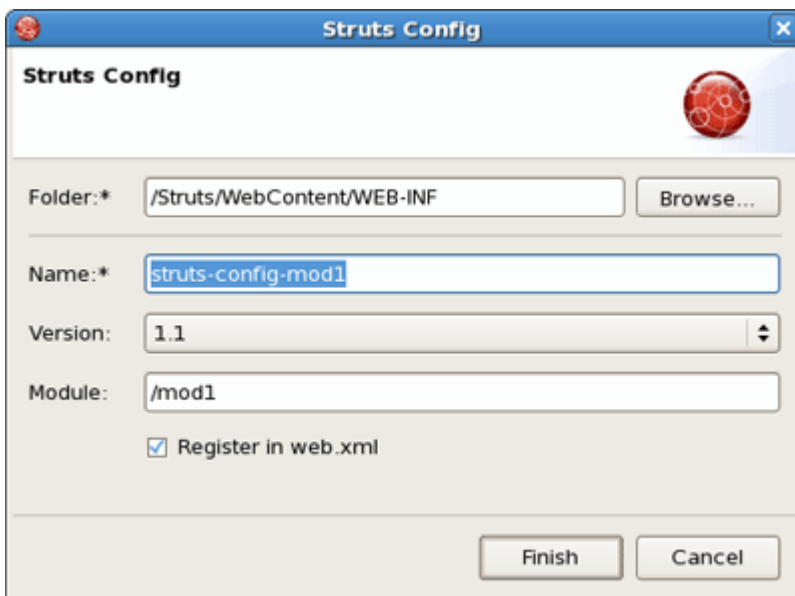 Struts Config
Struts Config
Folder:* /Struts/WebContent/WEB-INF Browse...
Name:* struts-config-mod1
Version: 1.1
Module: /mod1
Register in web.xml
Finish Cancel